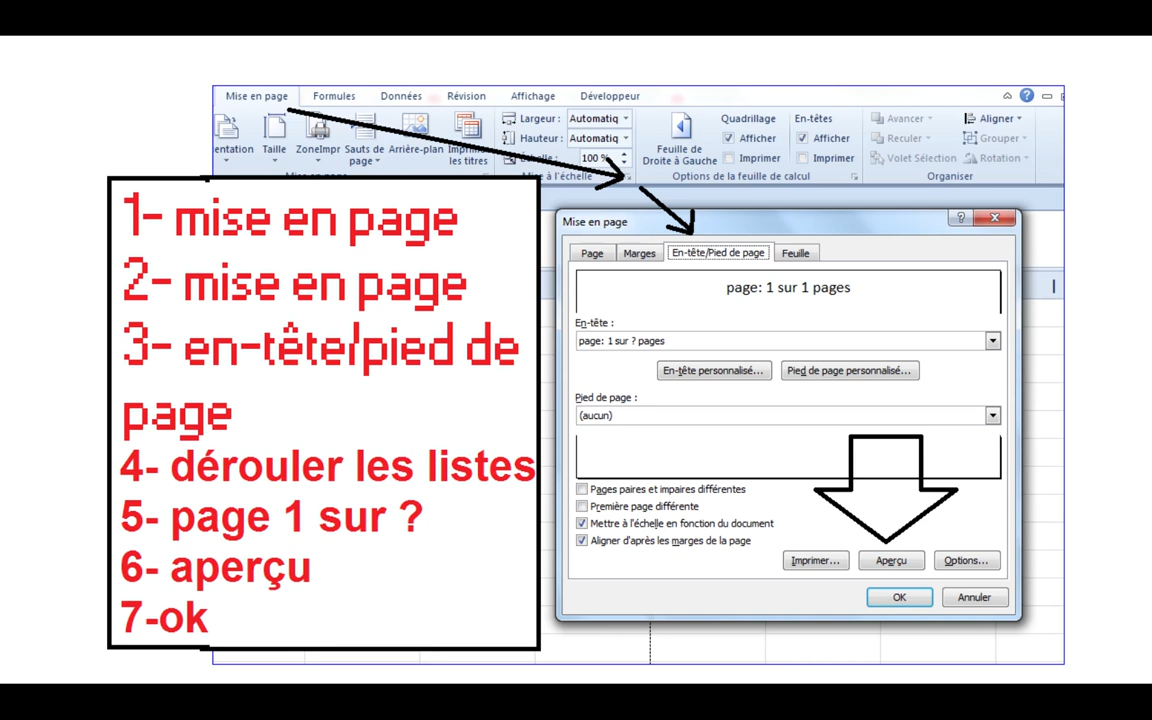 Mise en page Formules Données Révision Affichage Développeur
entation Taille ZoneImpr Sauts de page Arrière-plan Imprim les titres
Largeur : Automatiq
Hauteur : Automatiq
Échelle : 100 %
Mise à l'échelle
Feuille de Droite à Gauche
Quadrillage En-têtes
Afficher Afficher
Imprimer Imprimer
Options de la feuille de calcul
Avancer Aligner
Reculer Grouper
Volet Sélection Rotation
Organiser
1- mise en page
2- mise en page
3- en-tête/pied de
page
4- dérouler les listes
5- page 1 sur ?
6- aperçu
7-ok
Mise en page
Page Marges En-tête/Pied de page Feuille
page: 1 sur 1 pages
En-tête :
page: 1 sur ? pages
En-tête personnalisé... Pied de page personnalisé...
Pied de page :
(aucun)
Pages paires et impaires différentes
Première page différente
Mettre à l'échelle en fonction du document
Aligner d'après les marges de la page
Imprimer... Aperçu Options...
OK Annuler